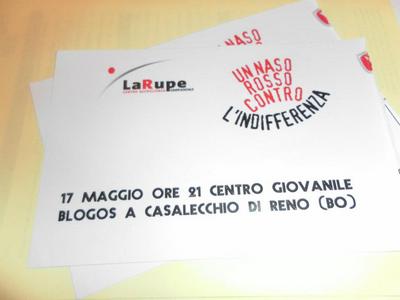 LaRupe
UN NASO
ROSSO
CONTRO
L'INDIFFERENZA
17 MAGGIO ORE 21 CENTRO GIOVANILE
BLOGOS A CASALECCHIO DI RENO (BO)